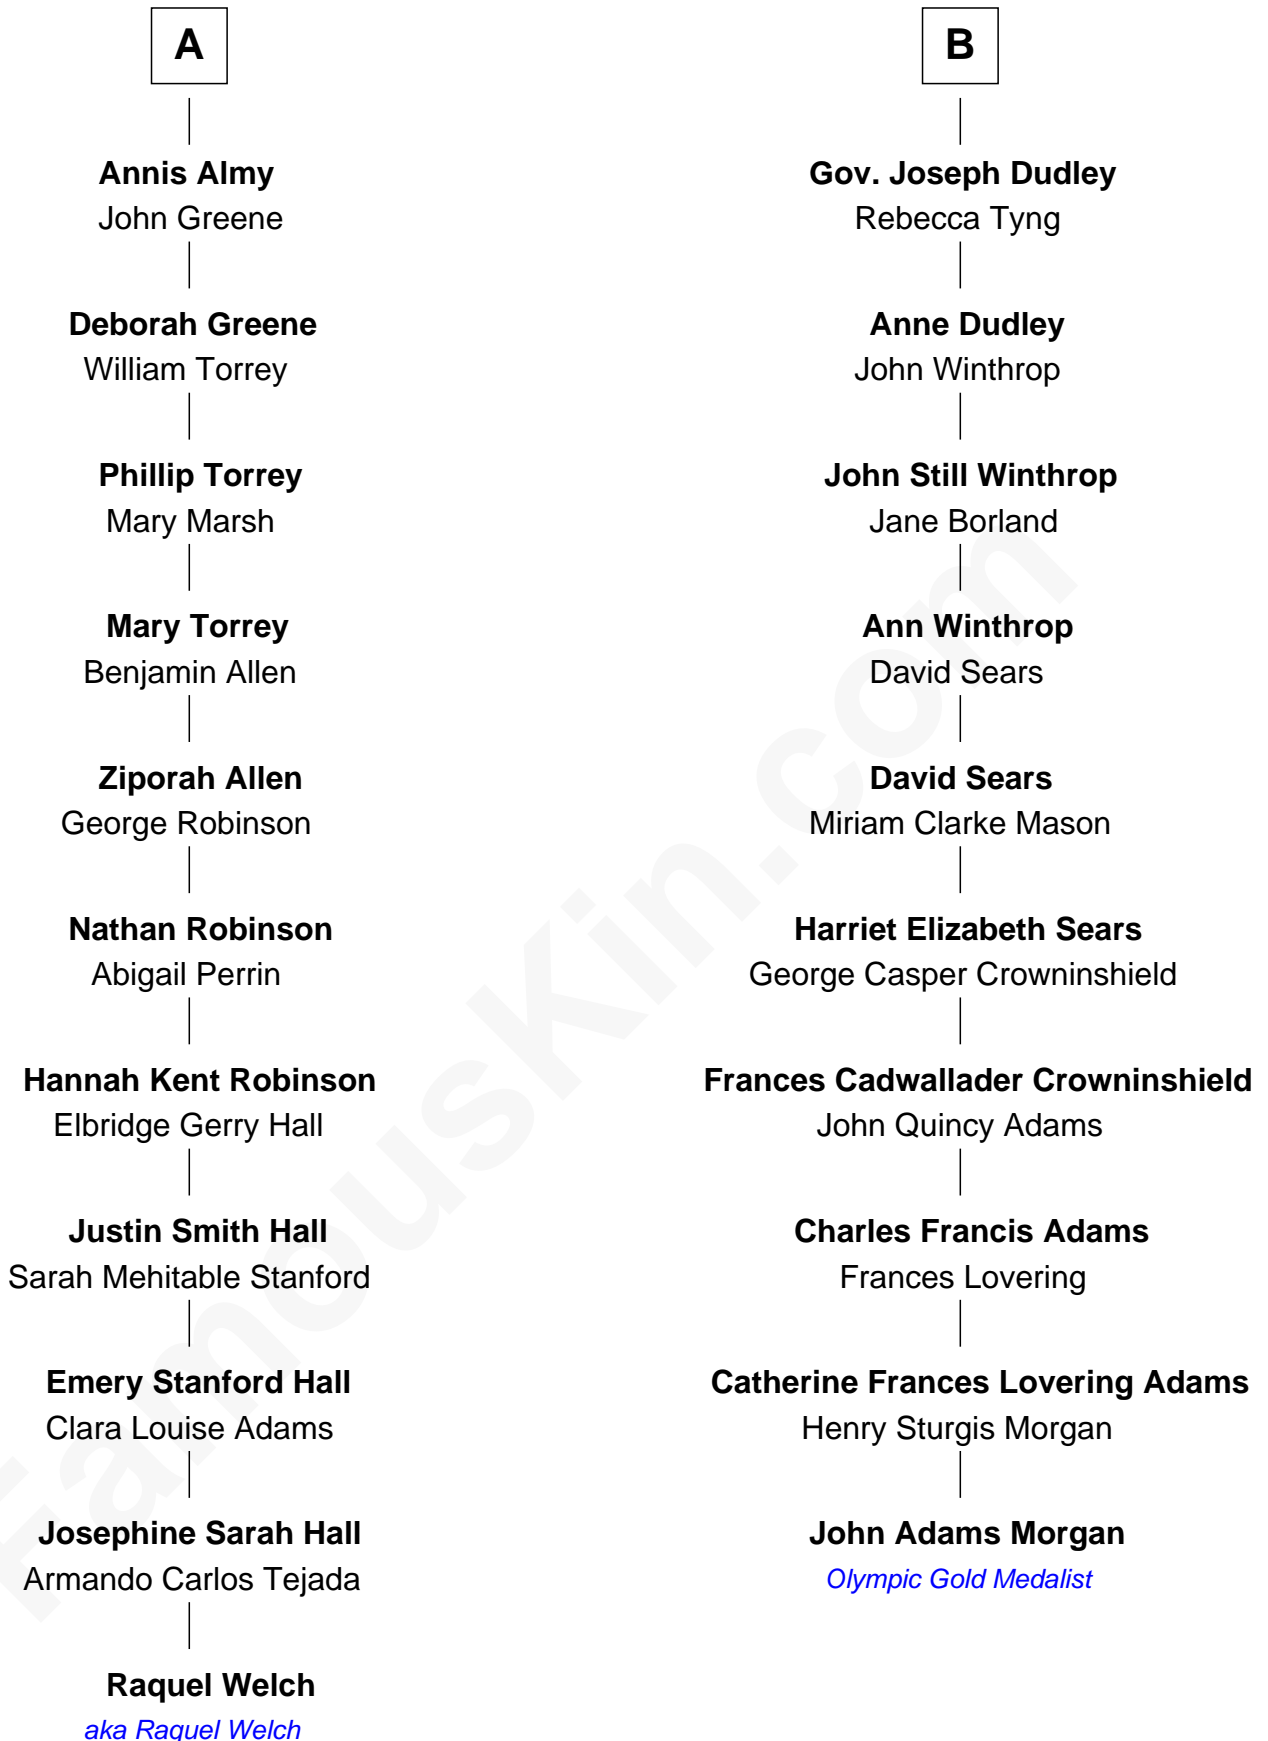 A
Annis Almy
John Greene
Deborah Greene
William Torrey
Phillip Torrey
Mary Marsh
Mary Torrey
Benjamin Allen
Ziporah Allen
George Robinson
Nathan Robinson
Abigail Perrin
Hannah Kent Robinson
Elbridge Gerry Hall
Justin Smith Hall
Sarah Mehitable Stanford
Emery Stanford Hall
Clara Louise Adams
Josephine Sarah Hall
Armando Carlos Tejada
Raquel Welch
aka Raquel Welch
B
Gov. Joseph Dudley
Rebecca Tyng
Anne Dudley
John Winthrop
John Still Winthrop
Jane Borland
Ann Winthrop
David Sears
David Sears
Miriam Clarke Mason
Harriet Elizabeth Sears
George Casper Crowninshield
Frances Cadwallader Crowninshield
John Quincy Adams
Charles Francis Adams
Frances Lovering
Catherine Frances Lovering Adams
Henry Sturgis Morgan
John Adams Morgan
Olympic Gold Medalist
FamousKin.com